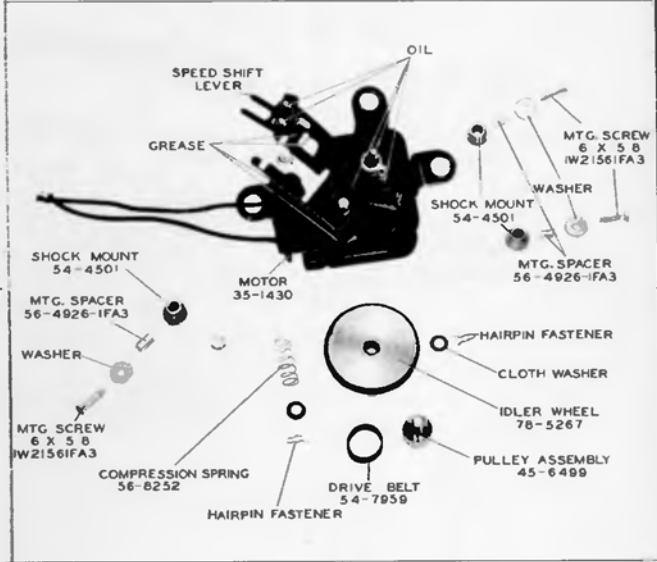 OIL
SPEED SHIFT
LEVER
GREASE
MTG. SCREW
6 X 5 8
1W21561FA3
WASHER
SHOCK MOUNT
54-4501
MTG. SPACER
56-4926-1FA3
MOTOR
35-1430
SHOCK MOUNT
54-4501
MTG. SPACER
56-4926-1FA3
WASHER
MTG SCREW
6 X 5 8
1W21561FA3
HAIRPIN FASTENER
CLOTH WASHER
IDLER WHEEL
78-5267
PULLEY ASSEMBLY
45-6499
COMPRESSION SPRING
56-8252
DRIVE BELT
54-7959
HAIRPIN FASTENER